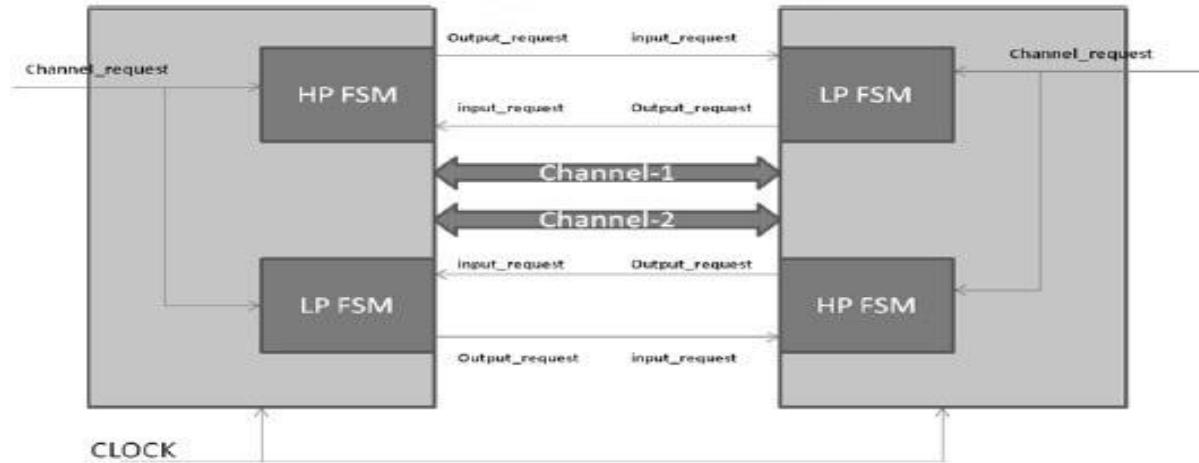 Output_request input_request
Channel_request Channel_request
HP FSM LP FSM
input_request Output_request
Channel-1
Channel-2
input_request Output_request
LP FSM HP FSM
Output_request input_request
CLOCK